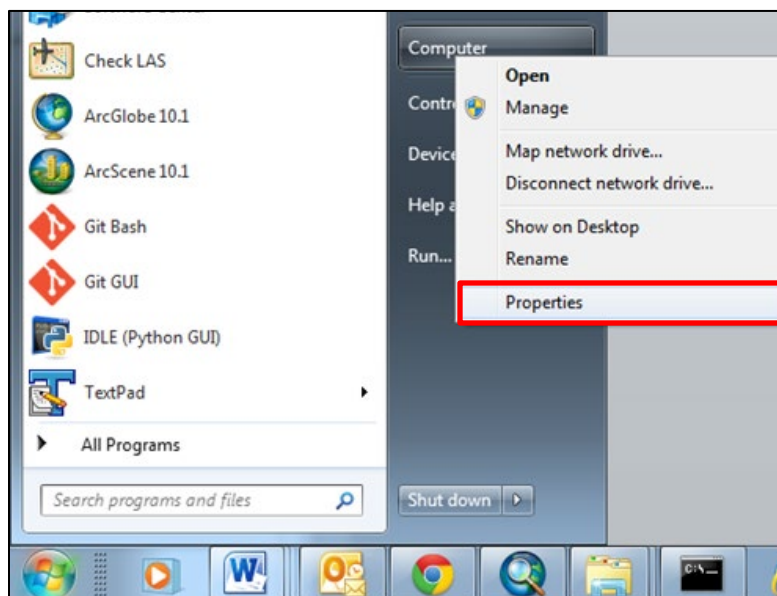 Check LAS
ArcGlobe 10.1
ArcScene 10.1
Git Bash
Git GUI
IDLE (Python GUI)
TextPad
All Programs
Search programs and files
Computer
Device
Help
Run...
Shut down
Open
Manage
Map network drive...
Disconnect network drive...
Show on Desktop
Rename
Properties
C:\